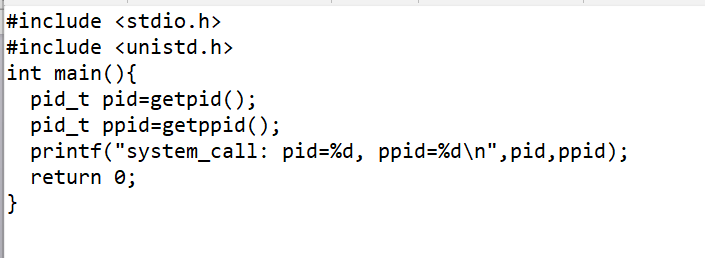 #include <stdio.h>
#include <unistd.h>
int main(){
  pid_t pid=getpid();
  pid_t ppid=getppid();
  printf("system_call: pid=%d, ppid=%d\n",pid,ppid);
  return 0;
}